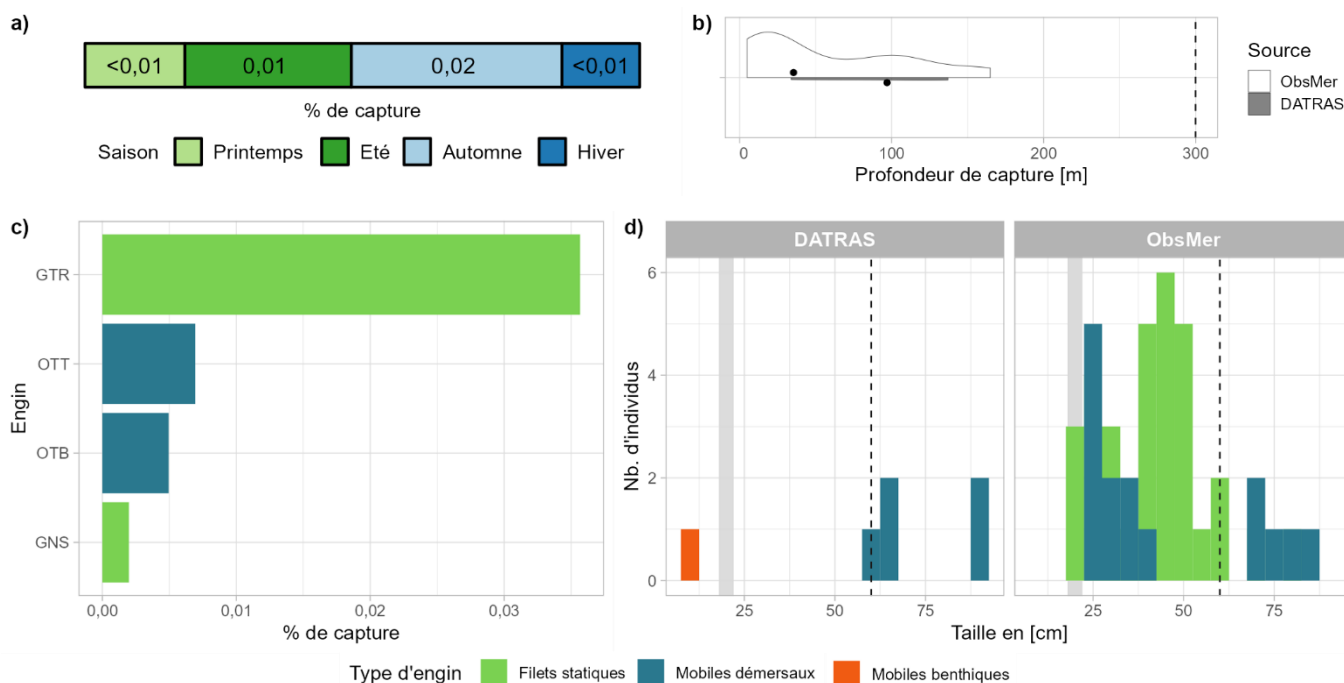 a)
<0,01 0,01 0,02 <0,01
% de capture
Saison Printemps Eté Automne Hiver
b)
0 100 200 300
Profondeur de capture [m]
Source
ObsMer
DATRAS
c)
GTR
OTT
OTB
GNS
Engin
0,00 0,01 0,02 0,03
% de capture
d)
DATRAS ObsMer
6
4
2
0
Nb. d'individus
25 50 75 25 50 75
Taille en [cm]
Type d'engin Filets statiques Mobiles démersaux Mobiles benthiques